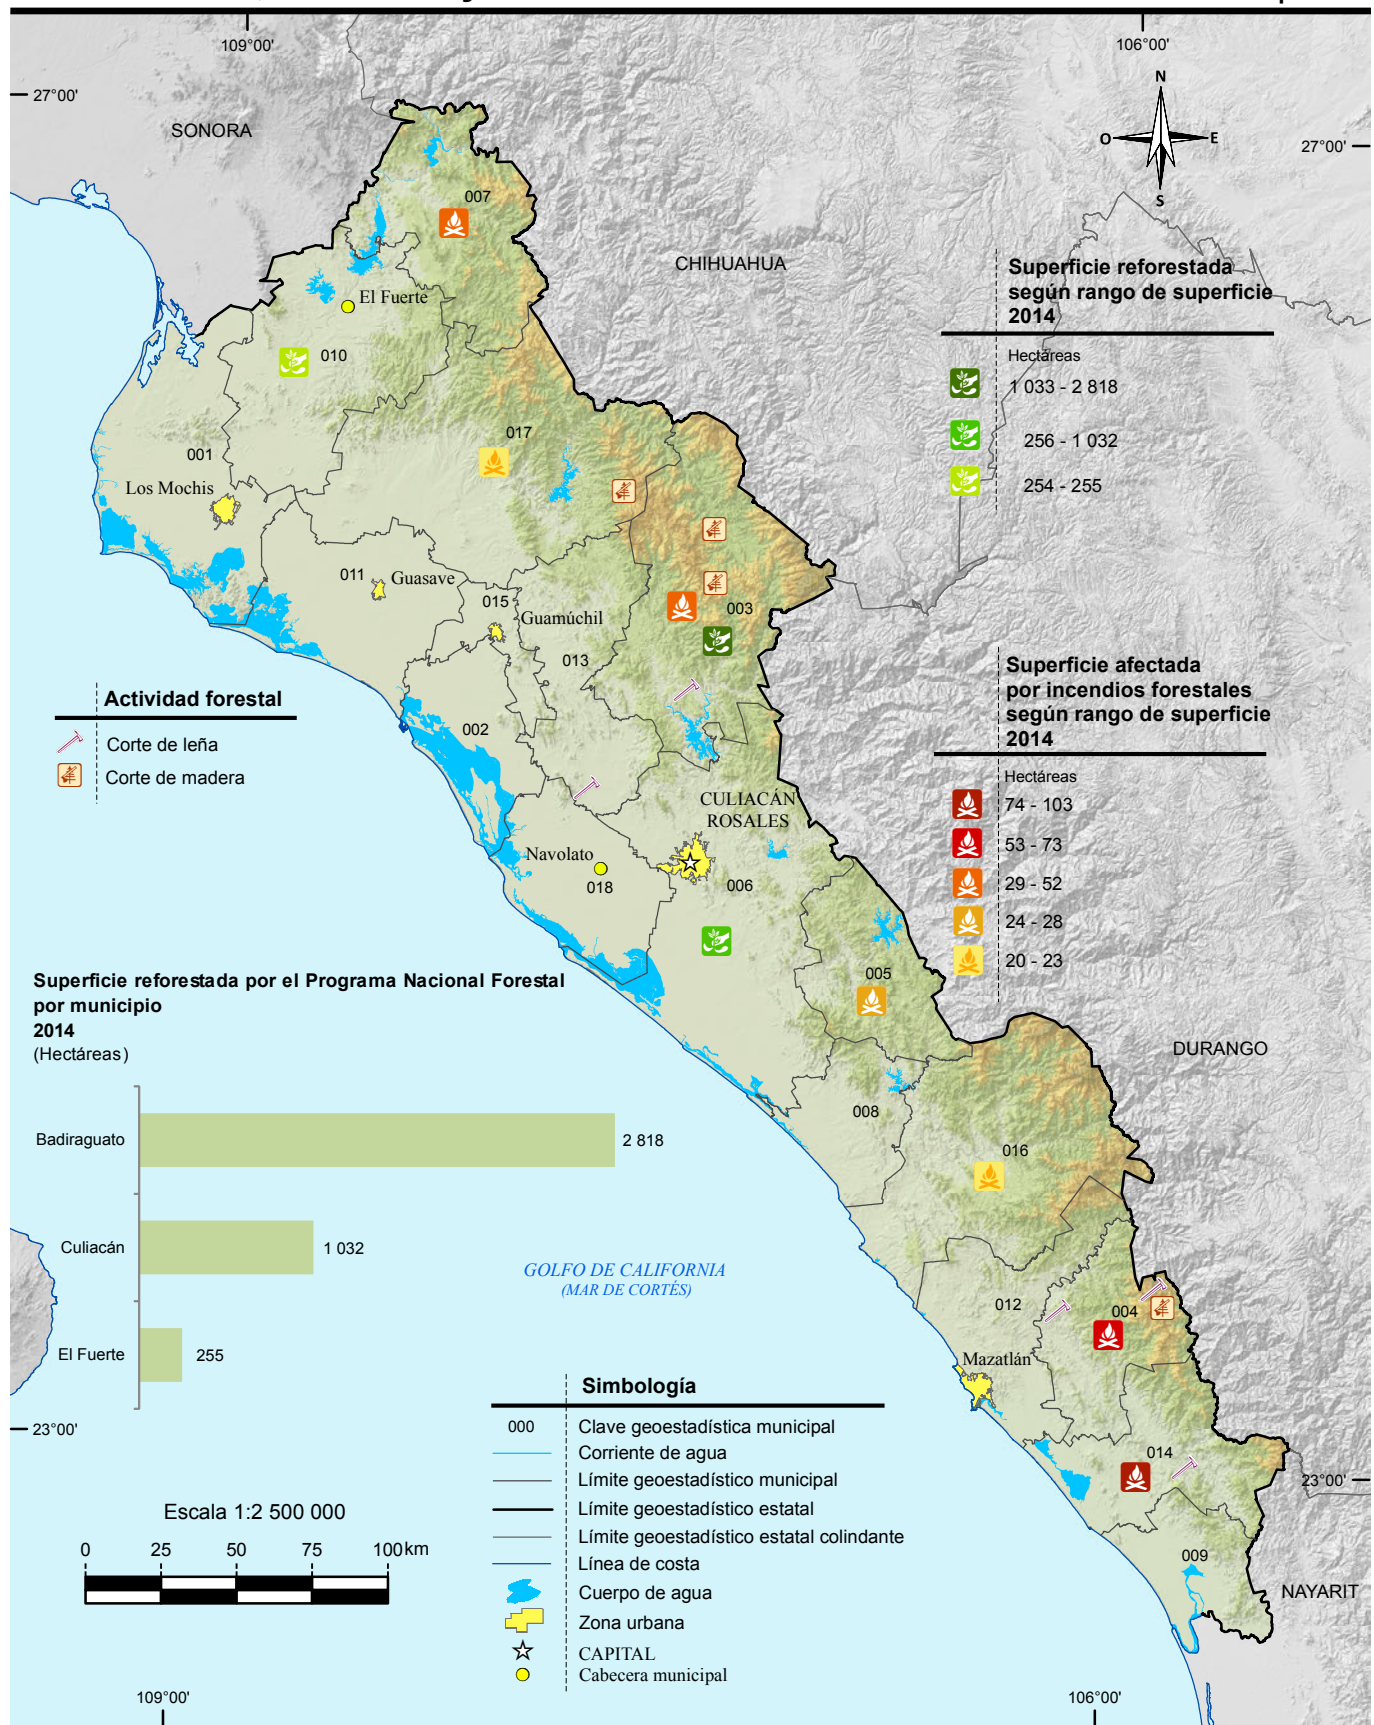 109°00'
106°00'
27°00'
27°00'
N
O
E
S
SONORA
CHIHUAHUA
007
El Fuerte
010
017
001
Los Mochis
011
Guasave
015
Guamúchil
013
003
002
CULIACÁN
ROSALES
Navolato
018
006
005
008
DURANGO
016
012
004
Mazatlán
014
009
NAYARIT
Superficie reforestada
según rango de superficie
2014
Hectáreas
1 033 - 2 818
256 - 1 032
254 - 255
Superficie afectada
por incendios forestales
según rango de superficie
2014
Hectáreas
74 - 103
53 - 73
29 - 52
24 - 28
20 - 23
Actividad forestal
Corte de leña
Corte de madera
Superficie reforestada por el Programa Nacional Forestal
por municipio
2014
(Hectáreas)
Badiraguato
2 818
Culiacán
1 032
El Fuerte
255
GOLFO DE CALIFORNIA
(MAR DE CORTÉS)
23°00'
23°00'
Escala 1:2 500 000
0 25 50 75 100 km
Simbología
000 Clave geoestadística municipal
Corriente de agua
Límite geoestadístico municipal
Límite geoestadístico estatal
Límite geoestadístico estatal colindante
Línea de costa
Cuerpo de agua
Zona urbana
CAPITAL
Cabecera municipal
109°00'
106°00'